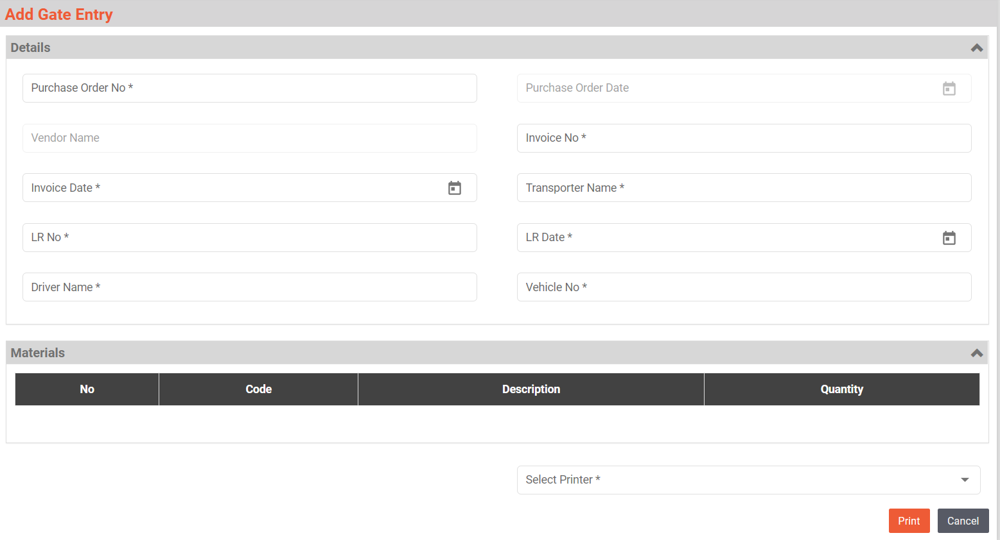 Add Gate Entry
Details
Purchase Order No *
Purchase Order Date
Vendor Name
Invoice No *
Invoice Date *
Transporter Name *
LR No *
LR Date *
Driver Name *
Vehicle No *
Materials
No Code Description Quantity
Select Printer *
Print Cancel